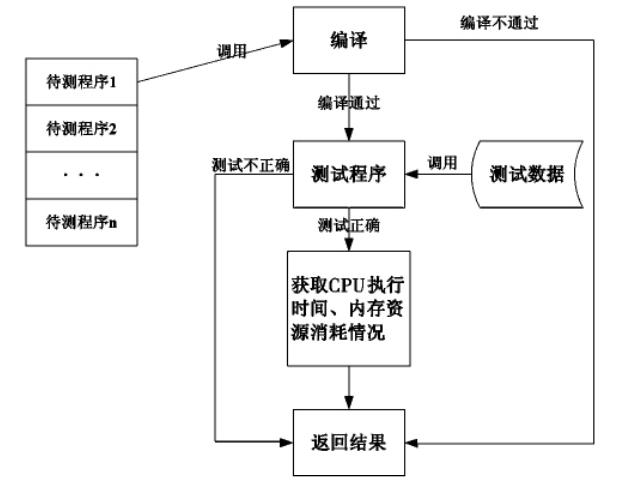 编译
编译不通过
调用
待测程序1
编译通过
待测程序2
测试不正确
测试程序
调用
测试数据
. . .
待测程序n
测试正确
获取CPU执行
时间、内存资
源消耗情况
返回结果